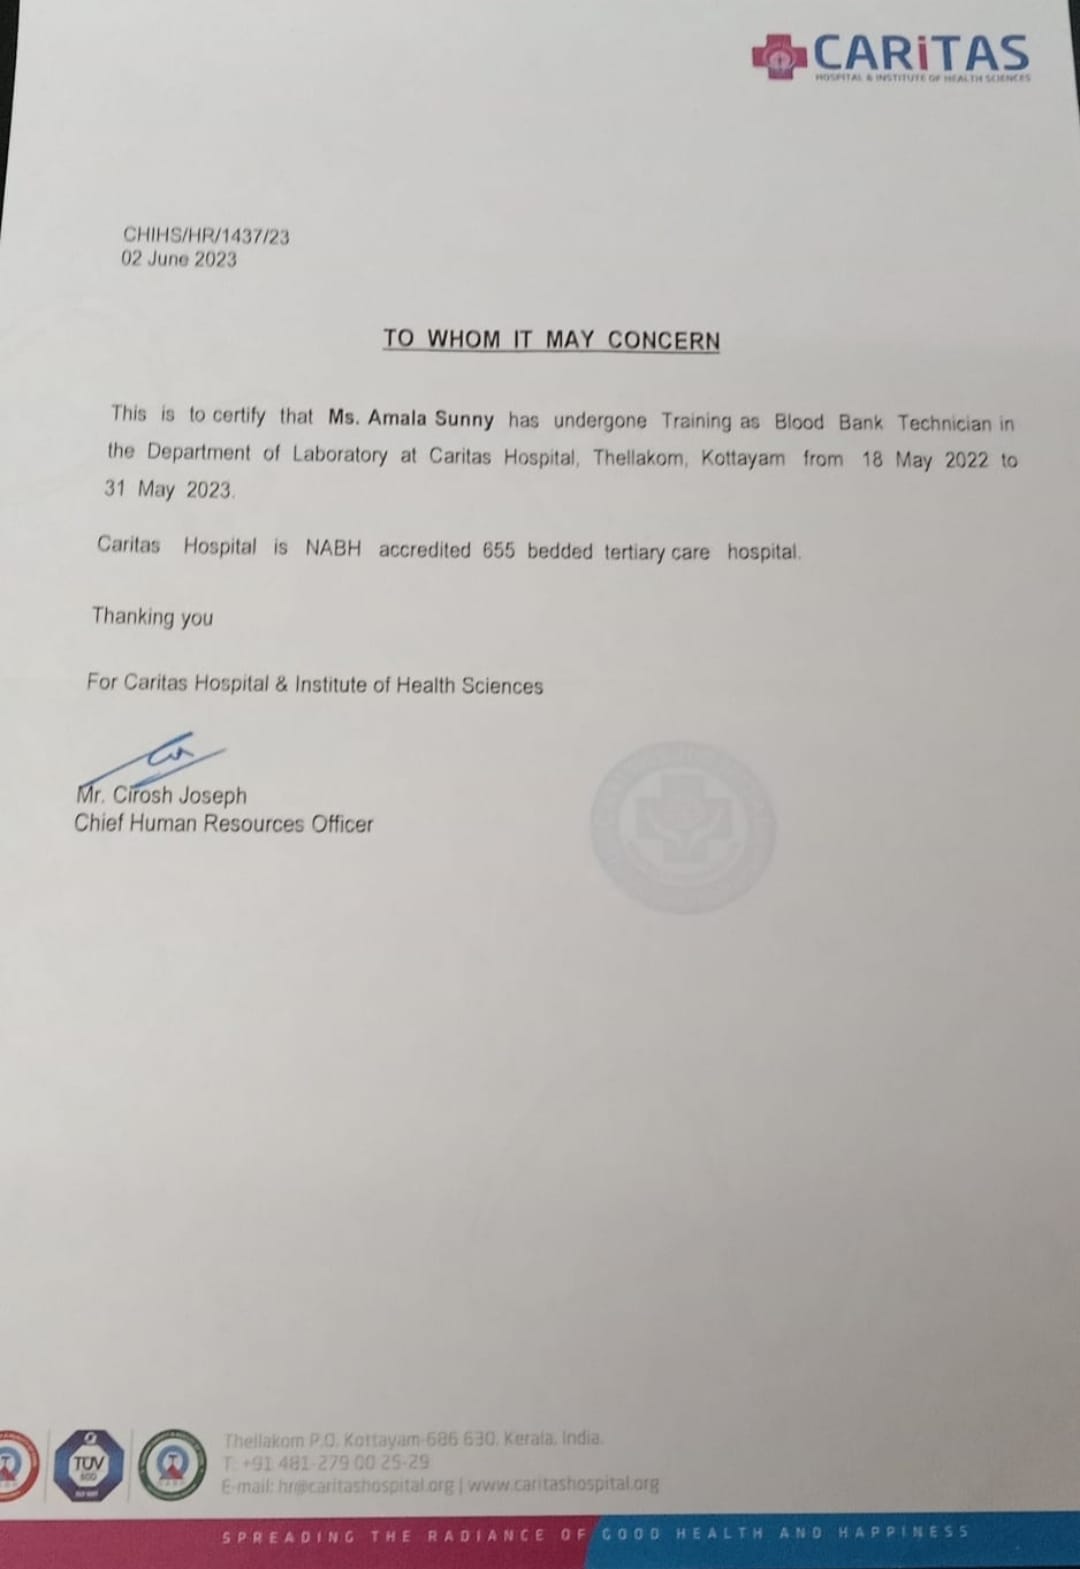 CARiTAS
HOSPITAL & INSTITUTE OF HEALTH SCIENCES
CHIHS/HR/1437/23
02 June 2023
TO WHOM IT MAY CONCERN
This is to certify that Ms. Amala Sunny has undergone Training as Blood Bank Technician in
the Department of Laboratory at Caritas Hospital, Thellakom, Kottayam from 18 May 2022 to
31 May 2023.
Caritas Hospital is NABH accredited 655 bedded tertiary care hospital.
Thanking you
For Caritas Hospital & Institute of Health Sciences
Mr. Cirosh Joseph
Chief Human Resources Officer
TUV
Thellakom P.O. Kottayam-686 630. Kerala. India.
T: +91 481-279 00 25-29
E-mail: hr@caritashospital.org | www.caritashospital.org
SPREADING THE RADIANCE OF GOOD HEALTH AND HAPPINESS